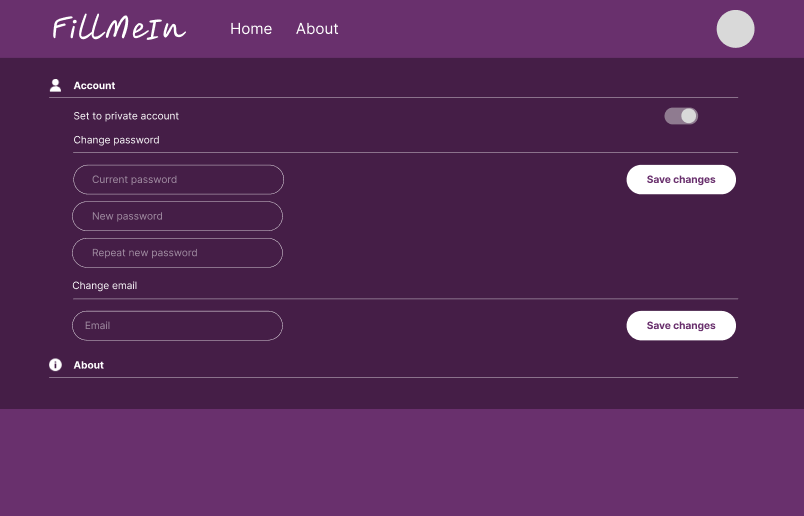 FillMeIn
Home About
Account
Set to private account
Change password
Current password
Save changes
New password
Repeat new password
Change email
Email
Save changes
About